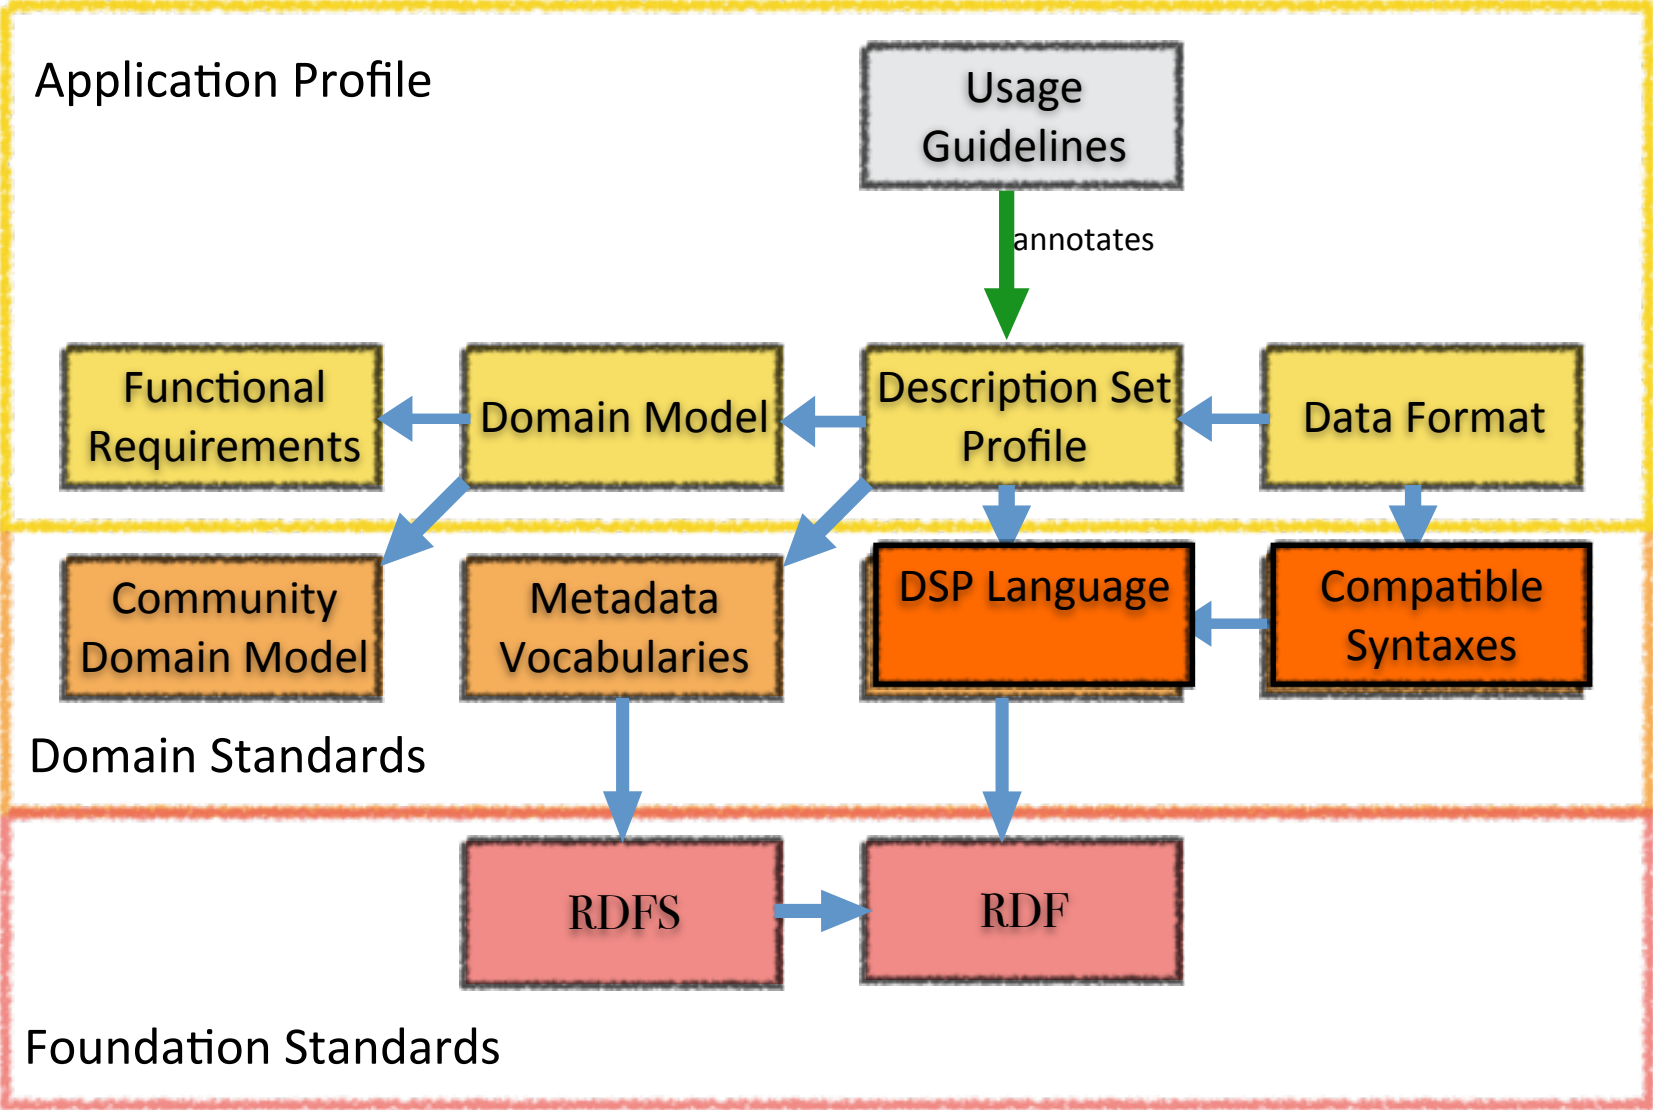 Application Profile
Usage
Guidelines
annotates
Functional
Requirements
Domain Model
Description Set
Profile
Data Format
Community
Domain Model
Metadata
Vocabularies
DSP Language
Compatible
Syntaxes
Domain Standards
RDFS
RDF
Foundation Standards